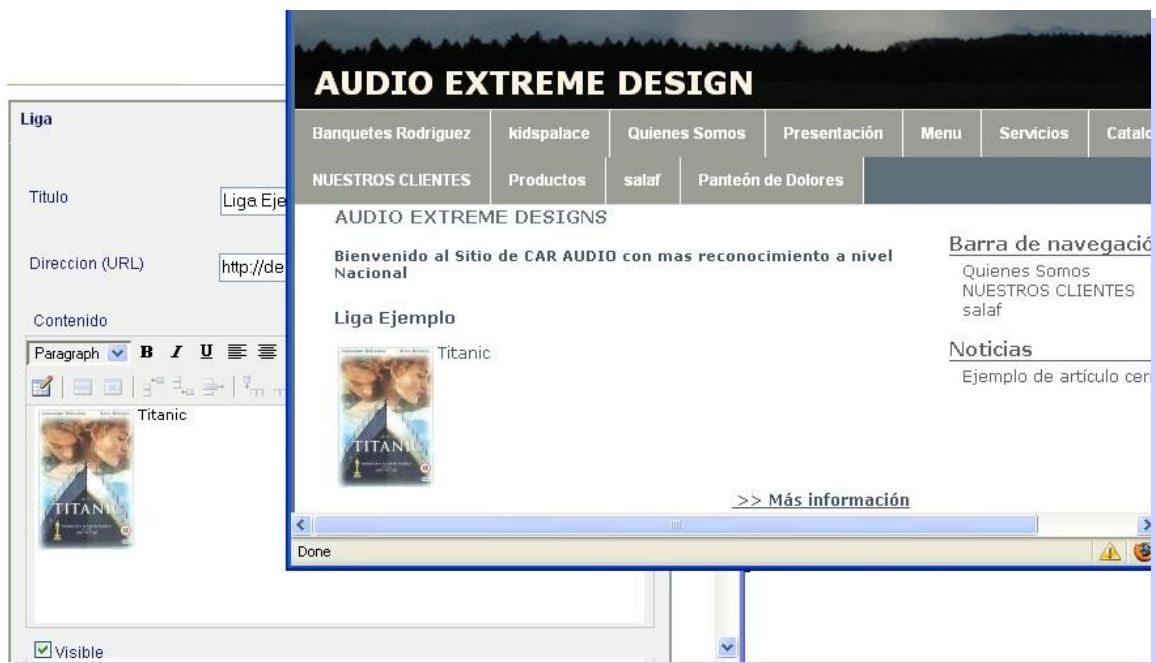 Liga
Titulo
Liga Eje
Direccion (URL)
http://de
Contenido
Paragraph B I U
Titanic
TITANIC
Visible
AUDIO EXTREME DESIGN
Banquetes Rodriguez kidspalace Quienes Somos Presentación Menu Servicios Catalo
NUESTROS CLIENTES Productos salaf Panteón de Dolores
AUDIO EXTREME DESIGNS
Bienvenido al Sitio de CAR AUDIO con mas reconocimiento a nivel
Nacional
Liga Ejemplo
Titanic
TITANIC
>> Más información
Barra de navegació
Quienes Somos
NUESTROS CLIENTES
salaf
Noticias
Ejemplo de artículo cer
Done